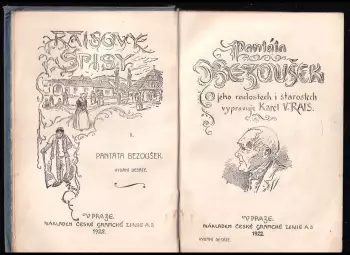 RAISOVY
SPISY
II.
PANTÁTA BEZOUŠEK.
VYDÁNÍ DESÁTÉ.
V PRAZE.
NÁKLADEM ČESKÉ GRAFICKÉ UNIE A.S.
1922.
Pantáta
BEZOUŠEK
O jeho radostech i starostech
vypravuje Karel V. RAIS.
V PRAZE.
NÁKLADEM ČESKÉ GRAFICKÉ UNIE A.S.
1922.
VYDÁNÍ DESÁTÉ.